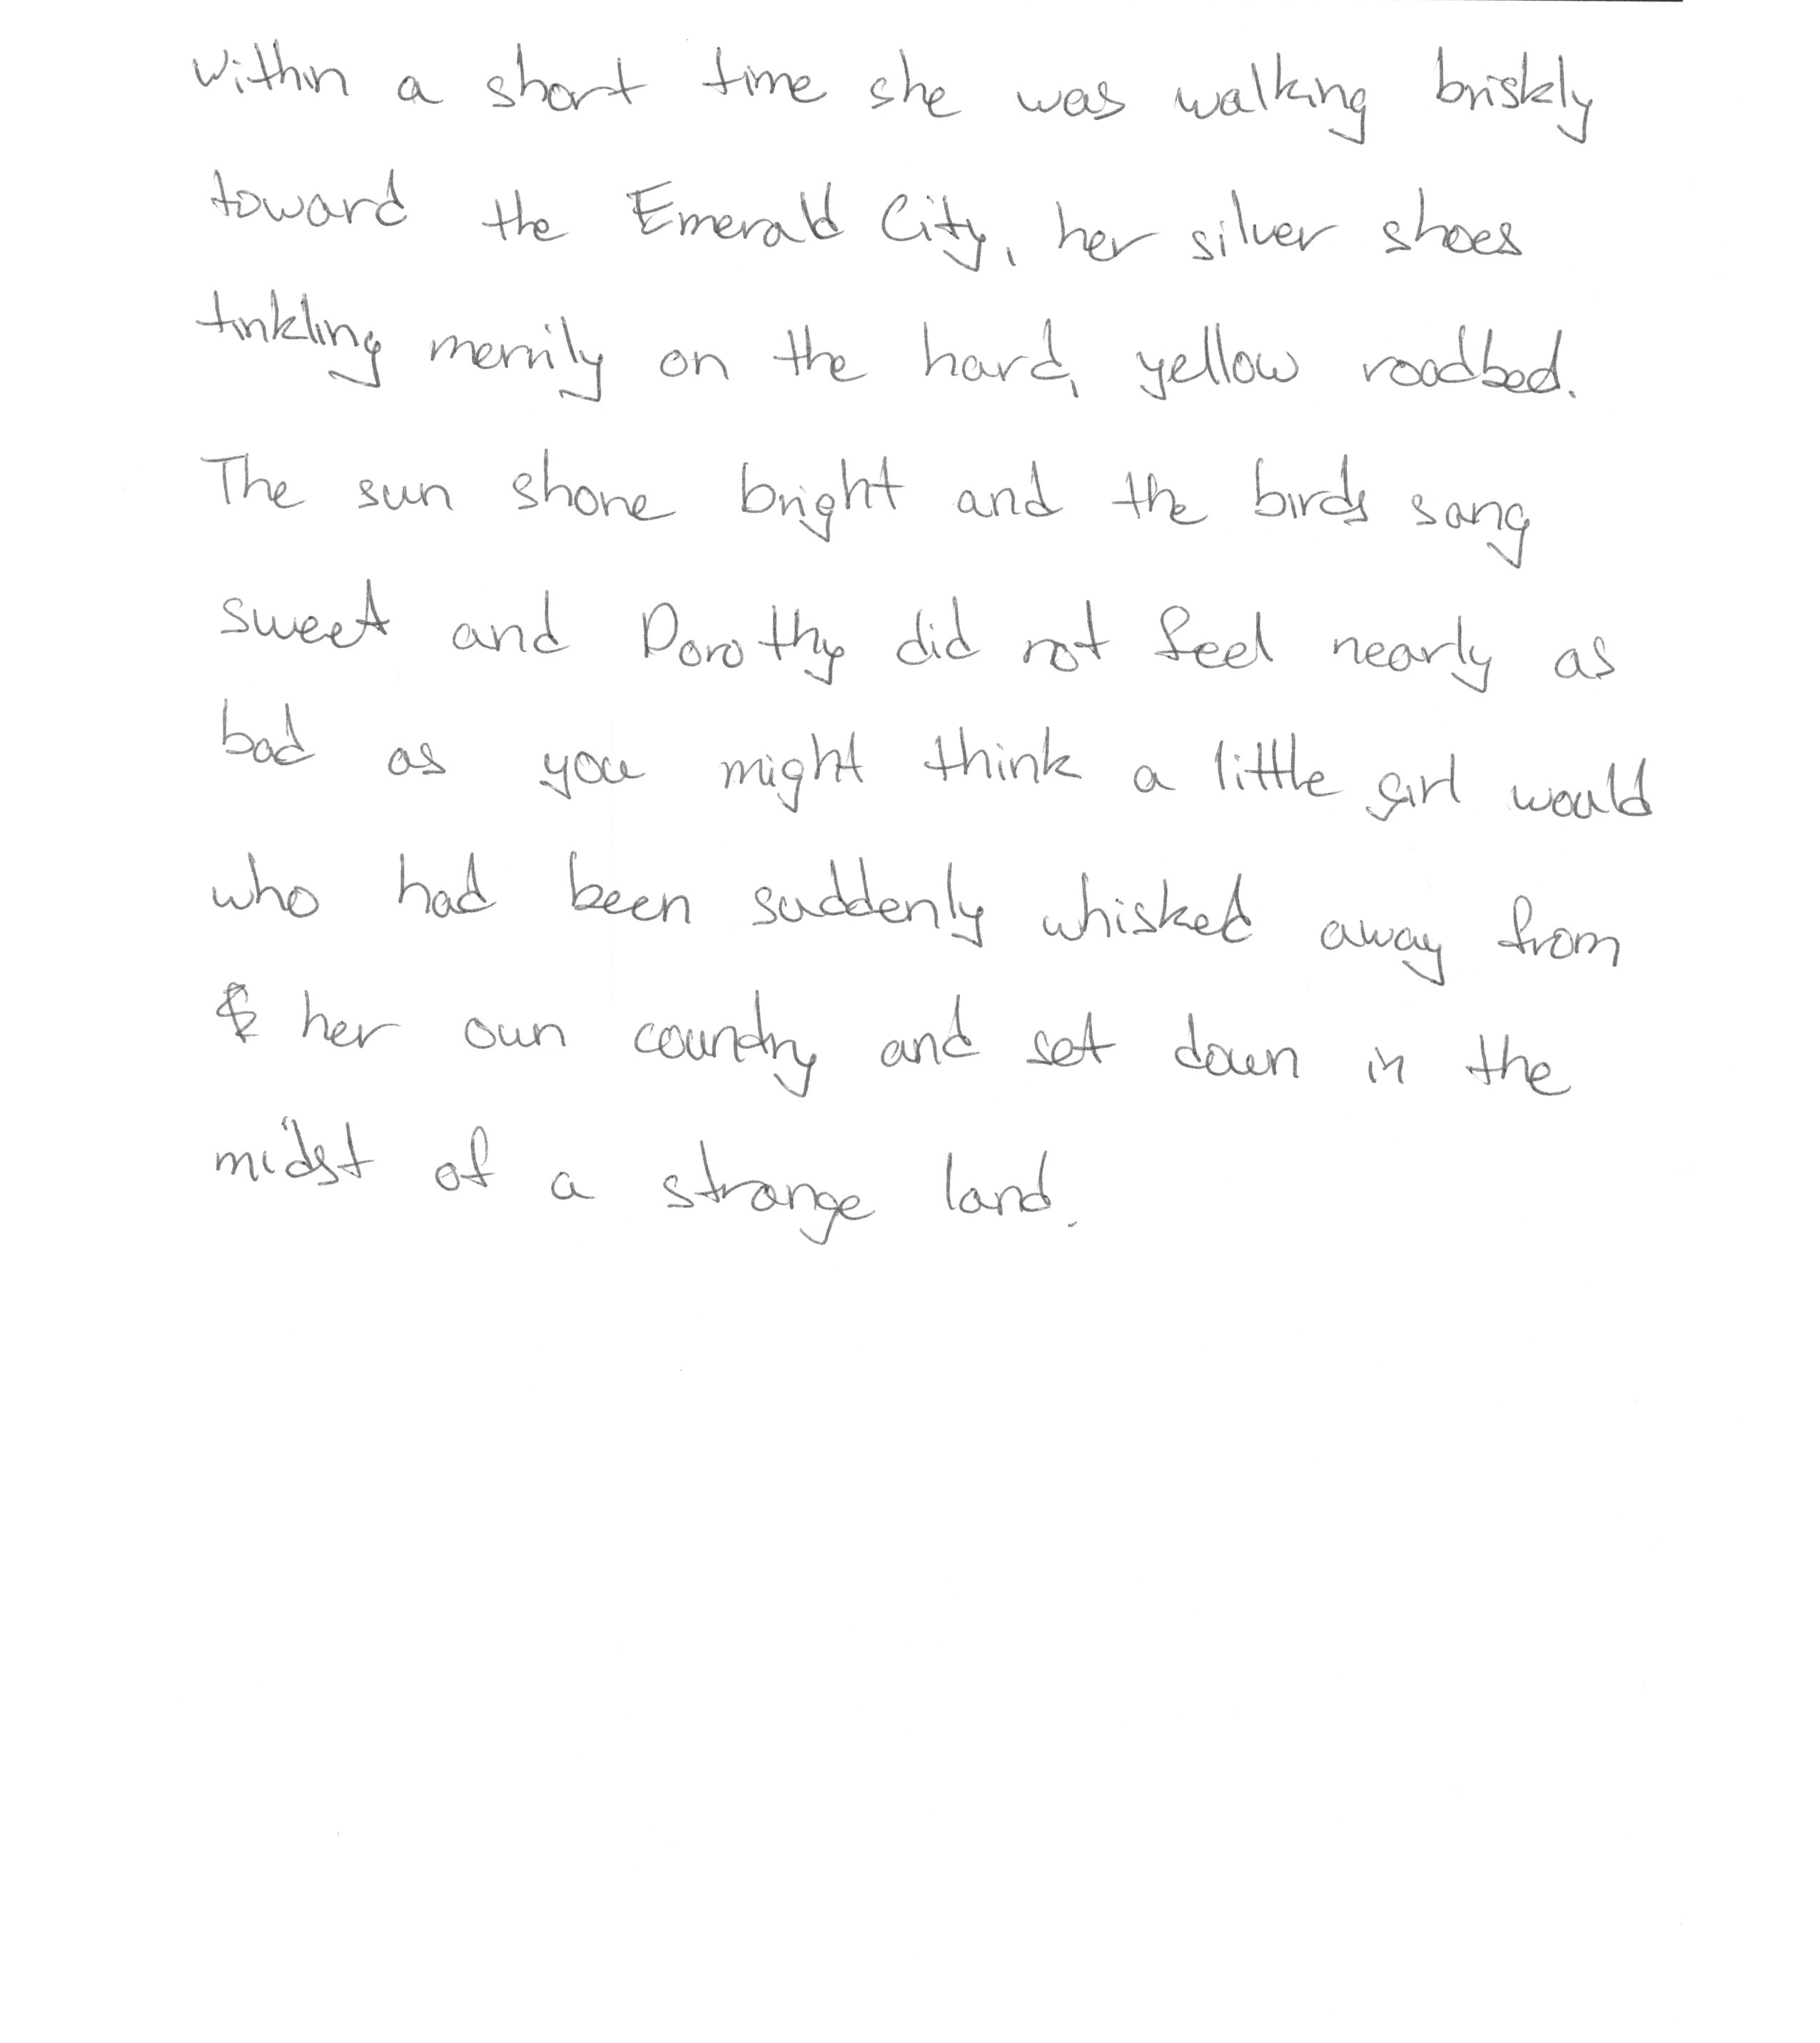 Within a short time she was walking briskly
toward the Emerald City, her silver shoes
tinkling merrily on the hard, yellow roadbed.
The sun shone bright and the birds sang
sweet and Dorothy did not feel nearly as
bad as you might think a little girl would
who had been suddenly whisked away from
her own country and set down in the
midst of a strange land.